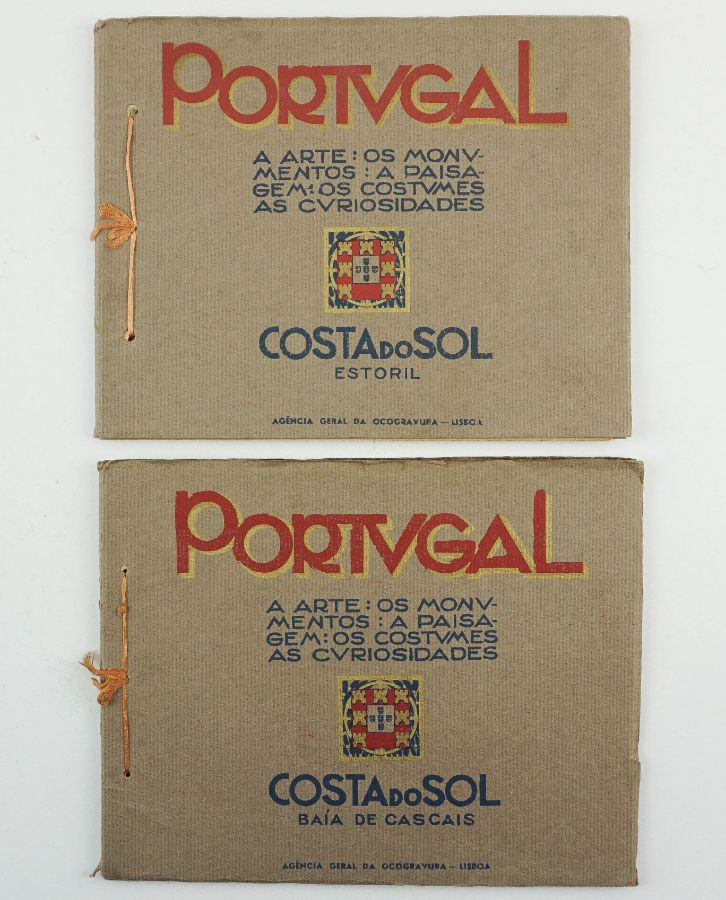 PORTVGAL
A ARTE : OS MONV-
MENTOS : A PAISA-
GEM : OS COSTVMES
AS CVRIOSIDADES
COSTA DO SOL
ESTORIL
AGÊNCIA GERAL DA OCOGRAVURA — LISBOA
PORTVGAL
A ARTE : OS MONV-
MENTOS : A PAISA-
GEM : OS COSTVMES
AS CVRIOSIDADES
COSTA DO SOL
BAÍA DE CASCAIS
AGÊNCIA GERAL DA OCOGRAVURA — LISBOA